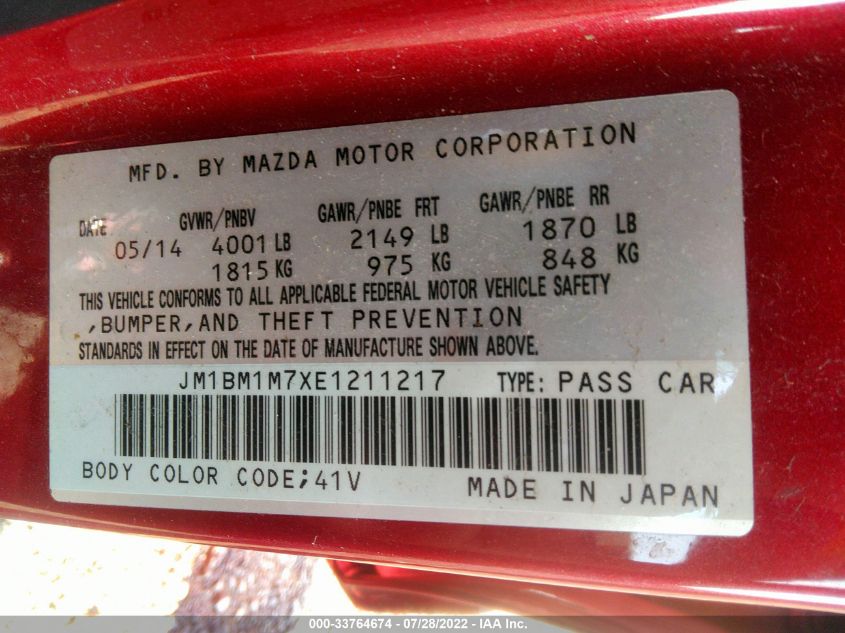 MFD. BY MAZDA MOTOR CORPORATION
DATE GVWR/PNBV GAWR/PNBE FRT GAWR/PNBE RR
05/14 4001 LB 2149 LB 1870 LB
1815 KG 975 KG 848 KG
THIS VEHICLE CONFORMS TO ALL APPLICABLE FEDERAL MOTOR VEHICLE SAFETY
,BUMPER,AND THEFT PREVENTION
STANDARDS IN EFFECT ON THE DATE OF MANUFACTURE SHOWN ABOVE.
JM1BM1M7XE1211217 TYPE: PASS CAR
BODY COLOR CODE;41V MADE IN JAPAN
000-33764674 - 07/28/2022 - IAA Inc.